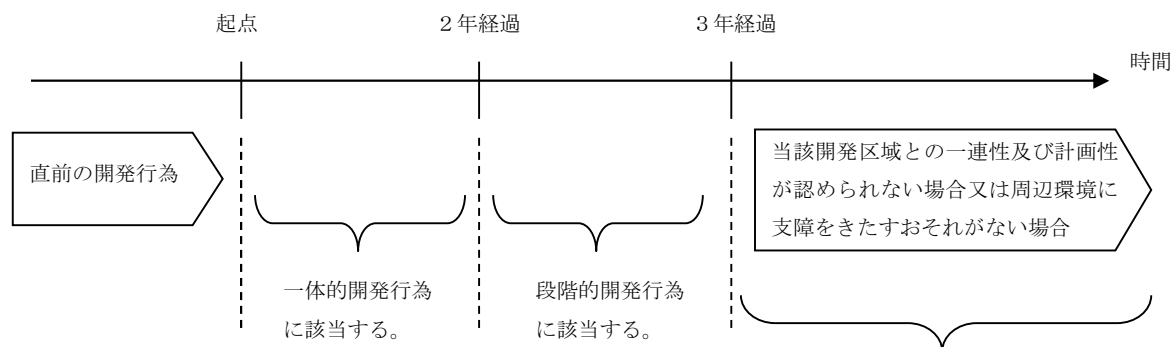 起点
２年経過
３年経過
時間
直前の開発行為
当該開発区域との一連性及び計画性
が認められない場合又は周辺環境に
支障をきたすおそれがない場合
一体的開発行為
に該当する。
段階的開発行為
に該当する。